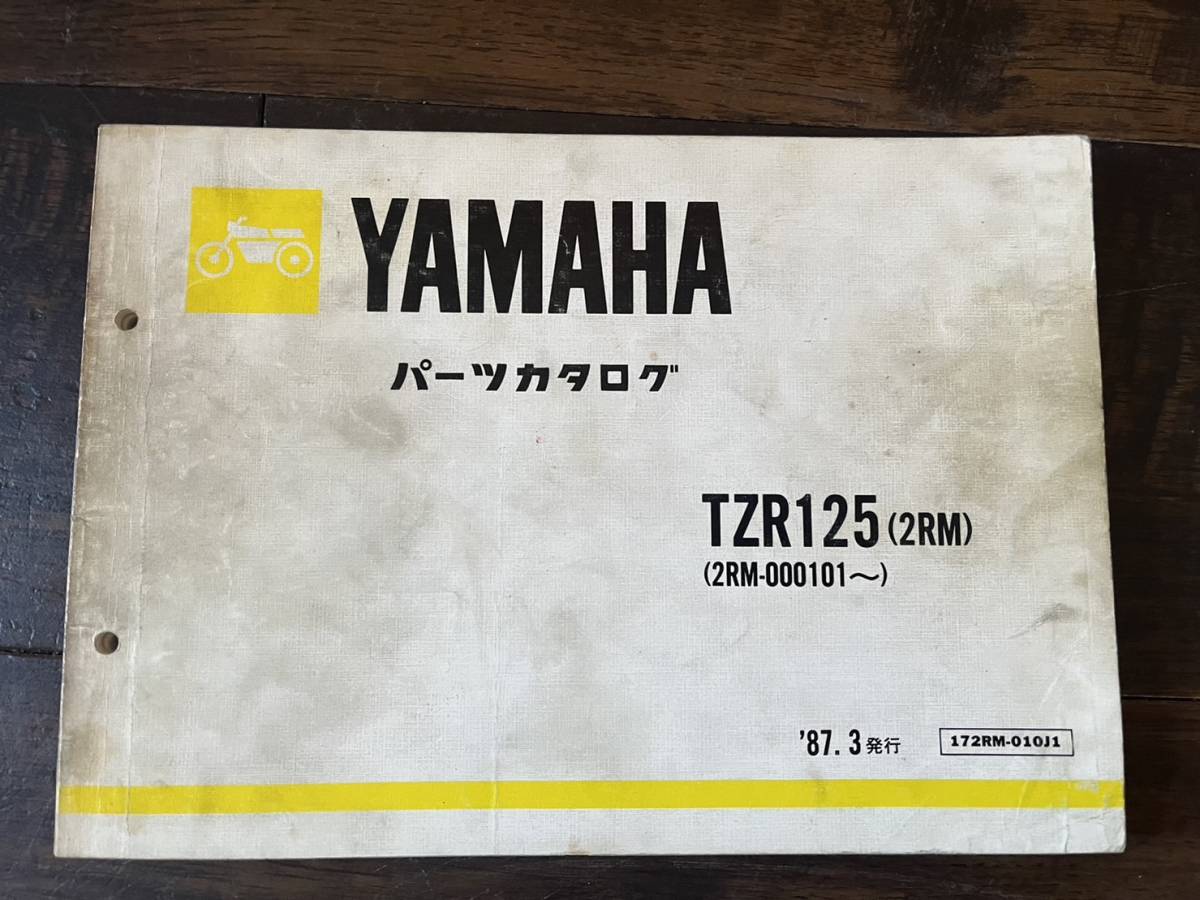 YAMAHA
パーツカタログ
TZR125 (2RM)
(2RM-000101〜)
'87.3発行
172RM-010J1